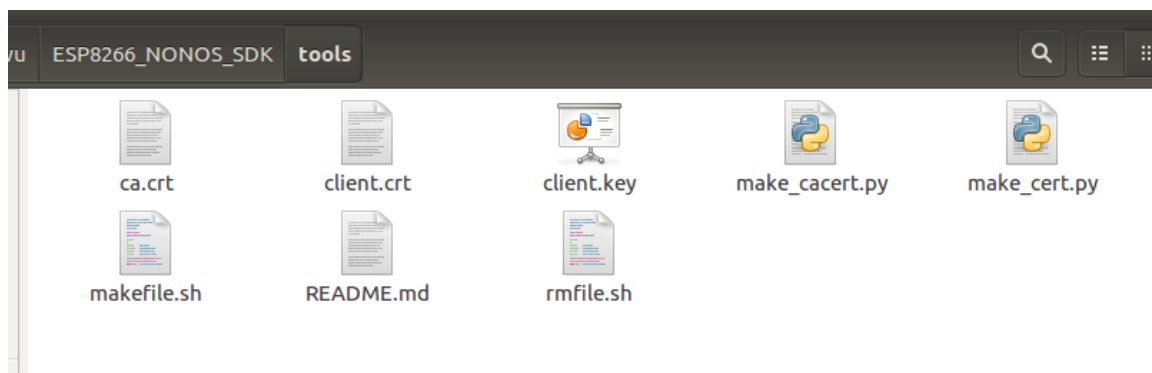 vu ESP8266_NONOS_SDK tools
ca.crt client.crt client.key make_cacert.py make_cert.py
makefile.sh README.md rmfile.sh